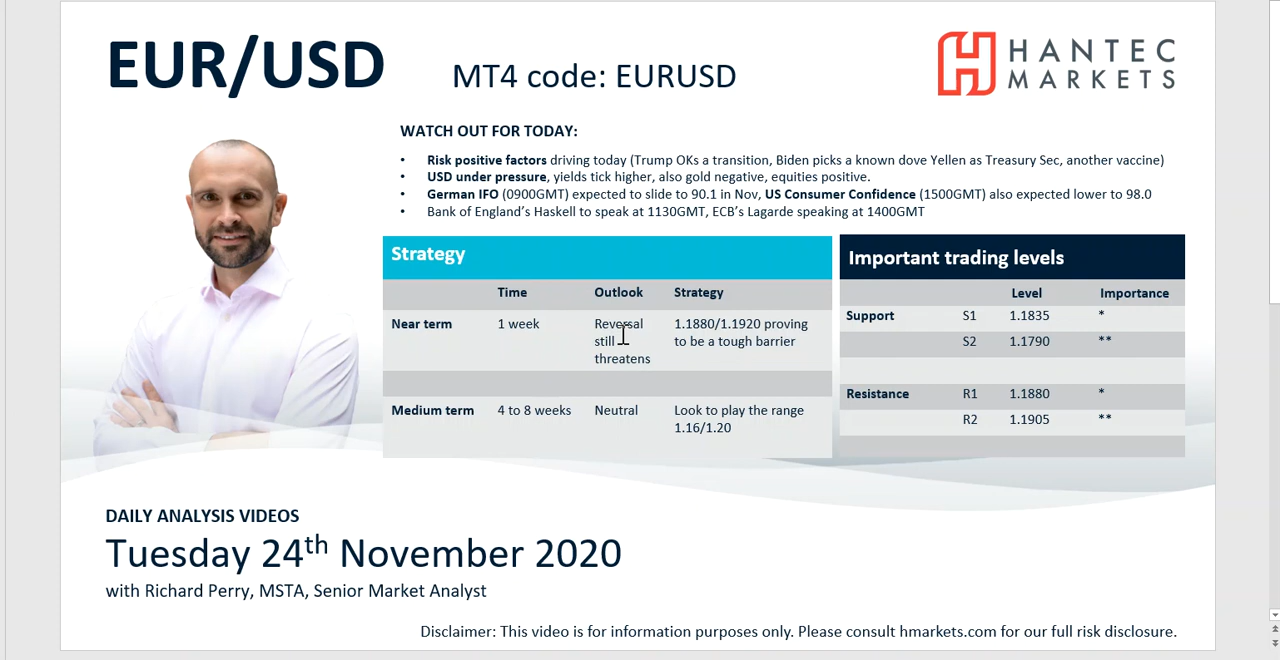 EUR/USD
MT4 code: EURUSD
HANTEC
MARKETS
WATCH OUT FOR TODAY:
• Risk positive factors driving today (Trump OKs a transition, Biden picks a known dove Yellen as Treasury Sec, another vaccine)
• USD under pressure, yields tick higher, also gold negative, equities positive.
• German IFO (0900GMT) expected to slide to 90.1 in Nov, US Consumer Confidence (1500GMT) also expected lower to 98.0
• Bank of England's Haskell to speak at 1130GMT, ECB's Lagarde speaking at 1400GMT
Strategy
Time Outlook Strategy
Near term 1 week Reversal 1.1880/1.1920 proving
still to be a tough barrier
threatens
Medium term 4 to 8 weeks Neutral Look to play the range
1.16/1.20
Important trading levels
Level Importance
Support S1 1.1835 *
S2 1.1790 **
Resistance R1 1.1880 *
R2 1.1905 **
DAILY ANALYSIS VIDEOS
Tuesday 24th November 2020
with Richard Perry, MSTA, Senior Market Analyst
Disclaimer: This video is for information purposes only. Please consult hmarkets.com for our full risk disclosure.